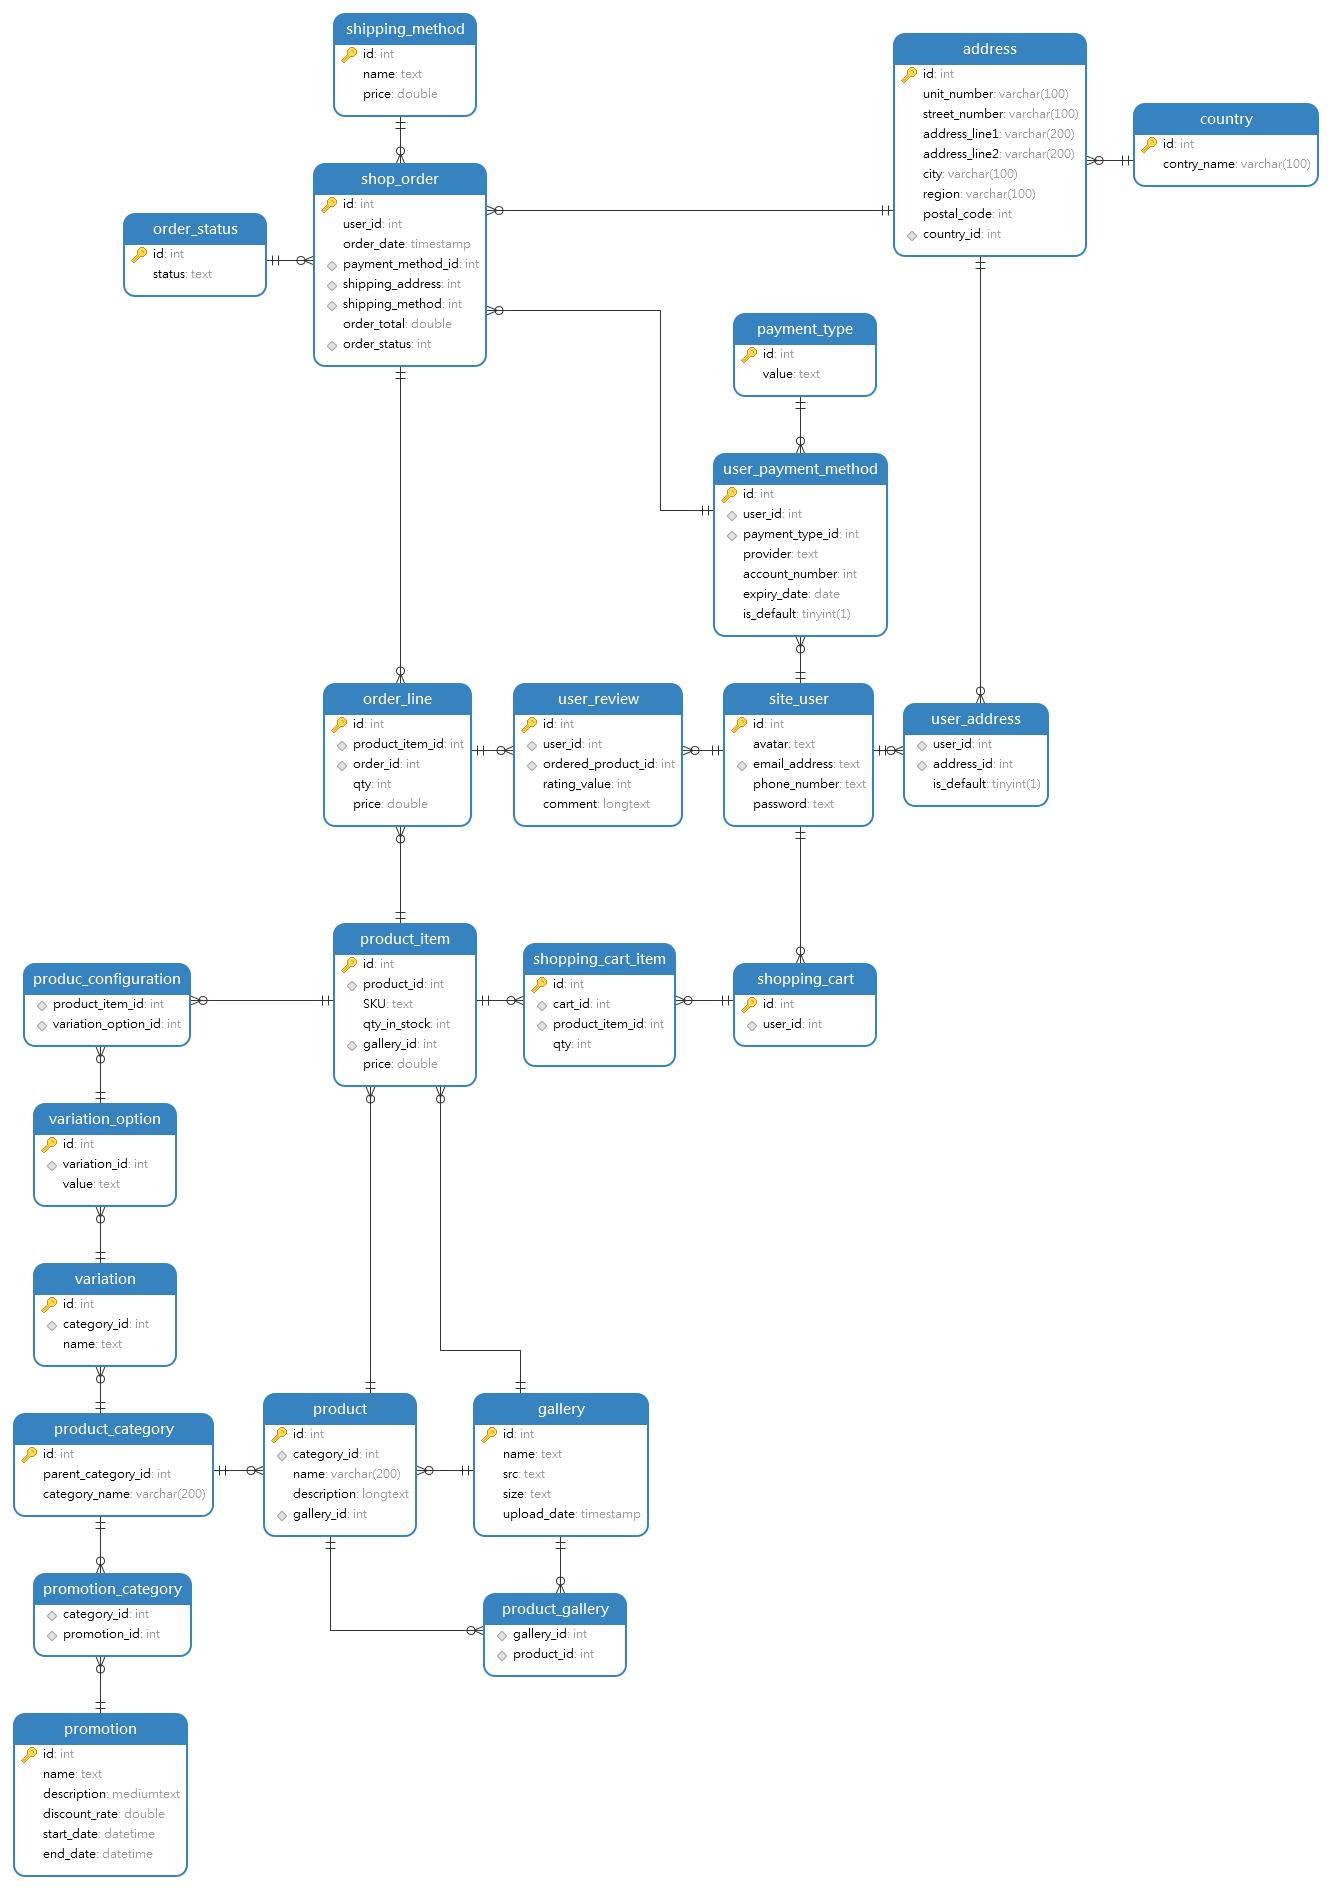 shipping_method
id: int
name: text
price: double
address
id: int
unit_number: varchar(100)
street_number: varchar(100)
address_line1: varchar(200)
address_line2: varchar(200)
city: varchar(100)
region: varchar(100)
postal_code: int
country_id: int
country
id: int
contry_name: varchar(100)
shop_order
id: int
user_id: int
order_date: timestamp
payment_method_id: int
shipping_address: int
shipping_method: int
order_total: double
order_status: int
order_status
id: int
status: text
payment_type
id: int
value: text
user_payment_method
id: int
user_id: int
payment_type_id: int
provider: text
account_number: int
expiry_date: date
is_default: tinyint(1)
order_line
id: int
product_item_id: int
order_id: int
qty: int
price: double
user_review
id: int
user_id: int
ordered_product_id: int
rating_value: int
comment: longtext
site_user
id: int
avatar: text
email_address: text
phone_number: text
password: text
user_address
user_id: int
address_id: int
is_default: tinyint(1)
produc_configuration
product_item_id: int
variation_option_id: int
product_item
id: int
product_id: int
SKU: text
qty_in_stock: int
gallery_id: int
price: double
shopping_cart_item
id: int
cart_id: int
product_item_id: int
qty: int
shopping_cart
id: int
user_id: int
variation_option
id: int
variation_id: int
value: text
variation
id: int
category_id: int
name: text
product_category
id: int
parent_category_id: int
category_name: varchar(200)
product
id: int
category_id: int
name: varchar(200)
description: longtext
gallery_id: int
gallery
id: int
name: text
src: text
size: text
upload_date: timestamp
promotion_category
category_id: int
promotion_id: int
product_gallery
gallery_id: int
product_id: int
promotion
id: int
name: text
description: mediumtext
discount_rate: double
start_date: datetime
end_date: datetime